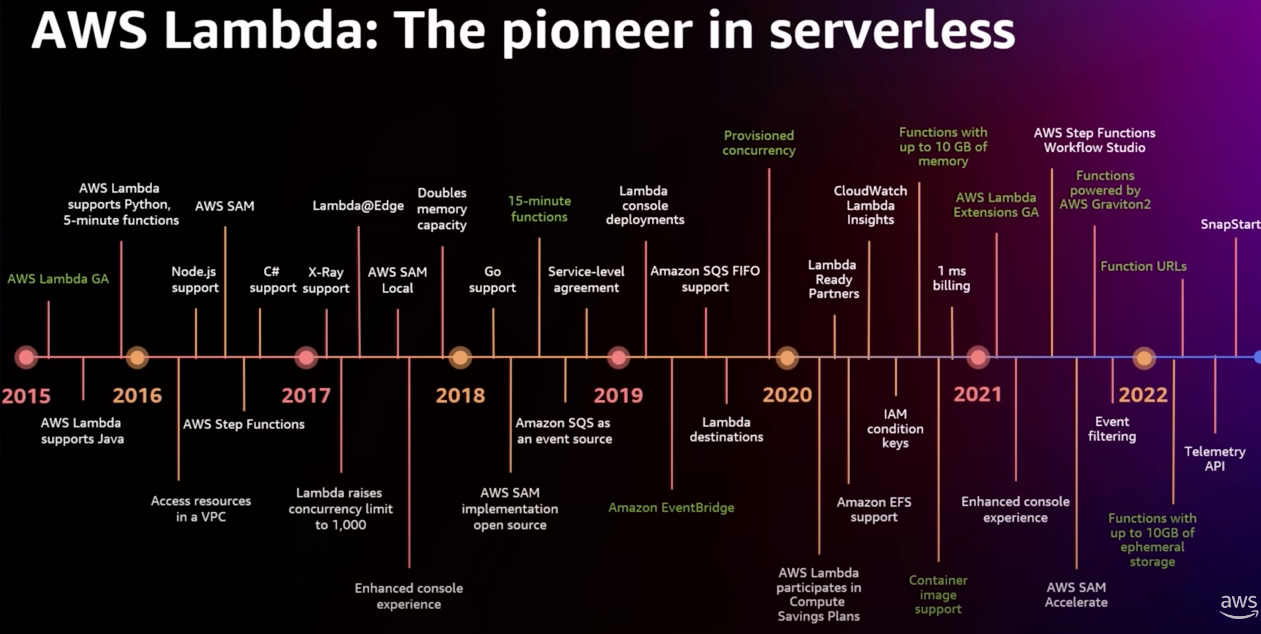 AWS Lambda: The pioneer in serverless
AWS Lambda GA
AWS Lambda
supports Python,
5-minute functions
Node.js
support
AWS SAM
C#
support
X-Ray
support
Lambda@Edge
AWS SAM
Local
Doubles
memory
capacity
Go
support
15-minute
functions
Service-level
agreement
Lambda
console
deployments
Amazon SQS FIFO
support
Provisioned
concurrency
Lambda
Ready
Partners
CloudWatch
Lambda
Insights
Functions with
up to 10 GB of
memory
1 ms
billing
AWS Lambda
Extensions GA
AWS Step Functions
Workflow Studio
Functions
powered by
AWS Graviton2
Function URLs
SnapStart
2015
2016
2017
2018
2019
2020
2021
2022
AWS Lambda
supports Java
Access resources
in a VPC
AWS Step Functions
Lambda raises
concurrency limit
to 1,000
Enhanced console
experience
AWS SAM
implementation
open source
Amazon SQS as
an event source
Amazon EventBridge
Lambda
destinations
AWS Lambda
participates in
Compute
Savings Plans
Amazon EFS
support
IAM
condition
keys
Container
image
support
Enhanced console
experience
AWS SAM
Accelerate
Event
filtering
Functions with
up to 10GB of
ephemeral
storage
Telemetry
API
aws